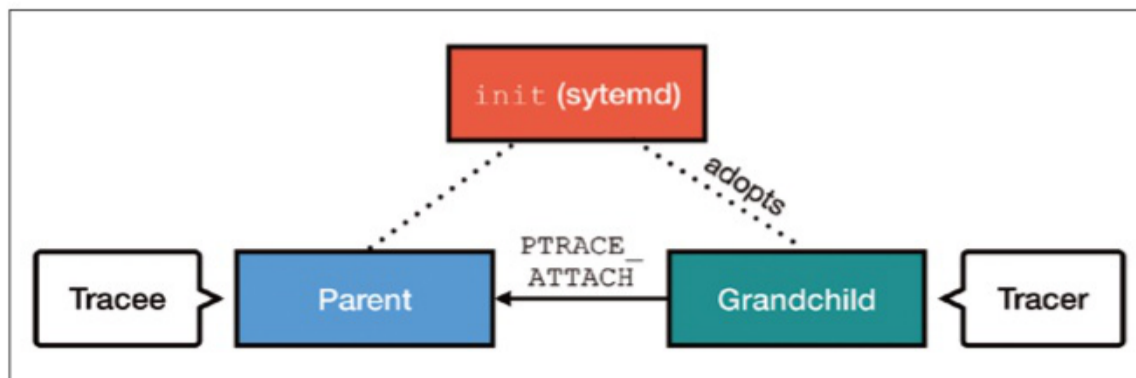 init (sytemd)
adopts
PTRACE_
ATTACH
Tracee
Parent
Grandchild
Tracer